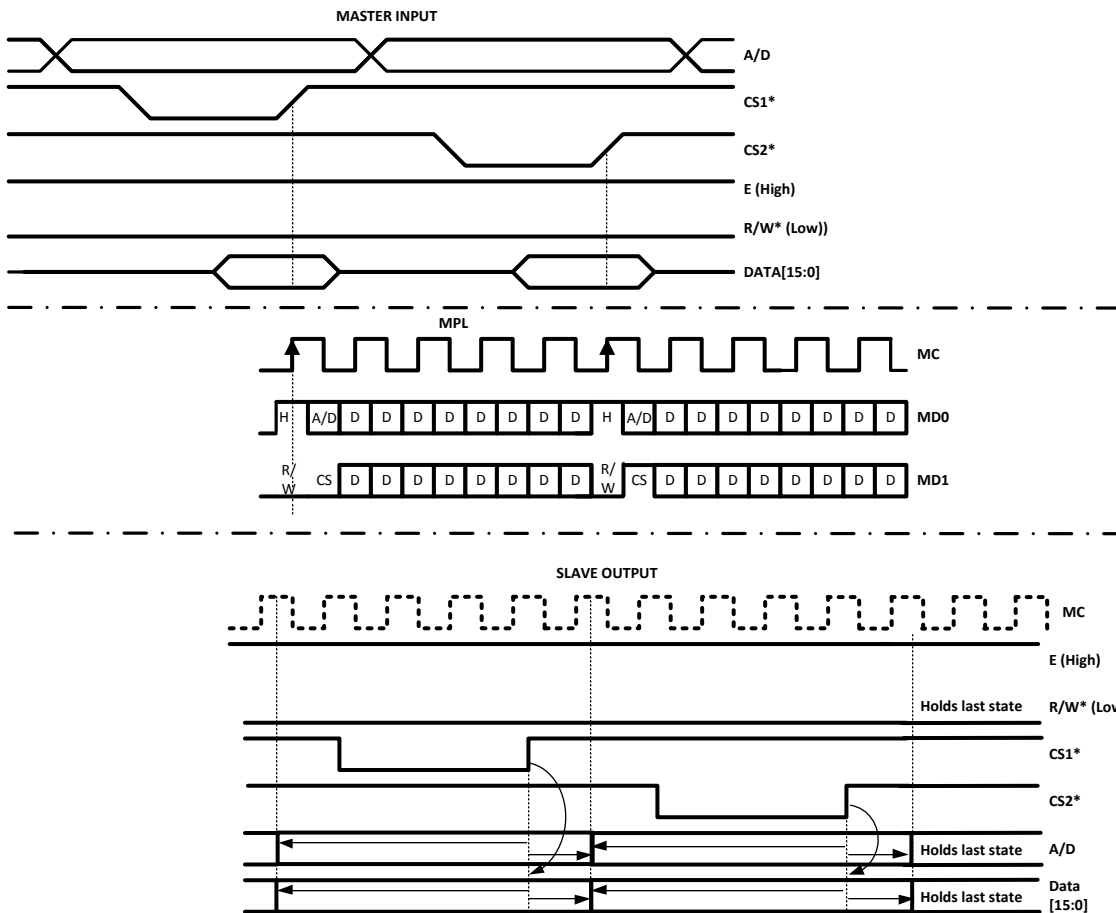 MASTER INPUT
A/D
CS1*
CS2*
E (High)
R/W* (Low))
DATA[15:0]
MPL
MC
H A/D D D D D D D D D H A/D D D D D D D D D MD0
R/W CS D D D D D D D D R/W CS D D D D D D D D MD1
SLAVE OUTPUT
MC
E (High)
Holds last state R/W* (Low
CS1*
CS2*
Holds last state A/D
Holds last state Data
[15:0]